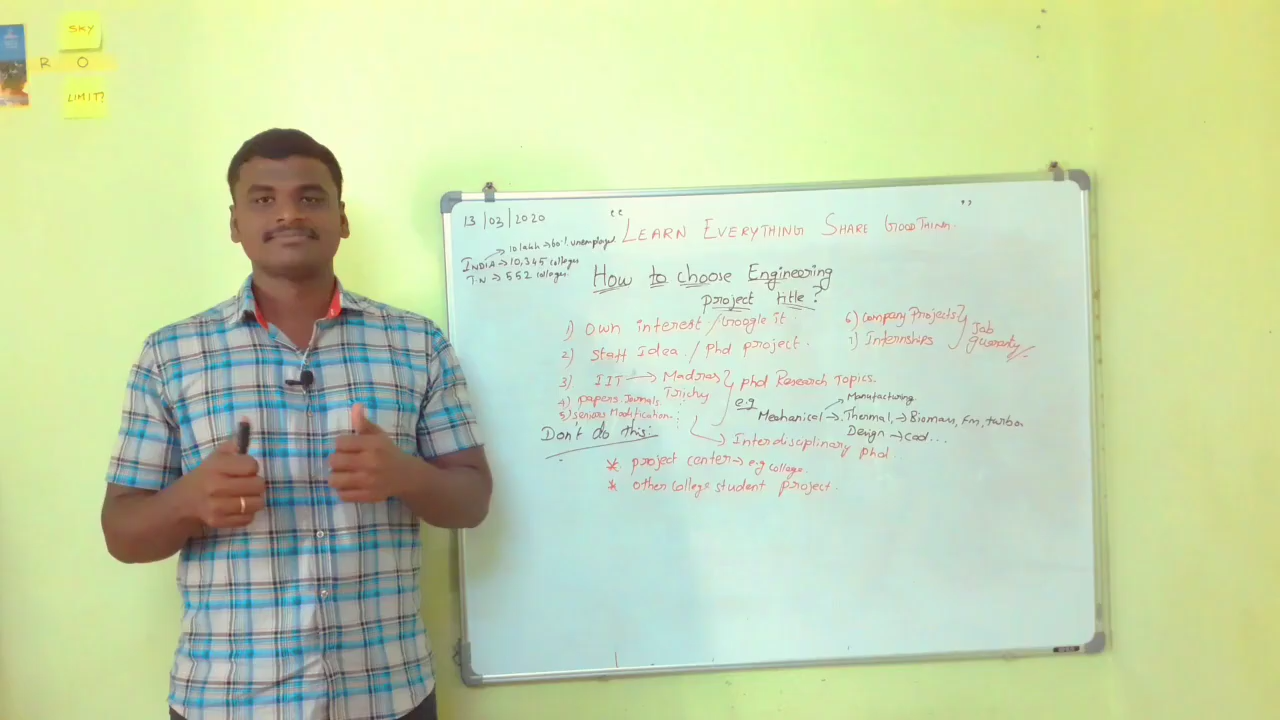 SKY
R O
LIMIT?
13/03/2020
"LEARN EVERYTHING SHARE GOOD THING."
10 lakh → 60% unemployed
INDIA → 10,345 colleges
T.N → 552 colleges.
How to choose Engineering
project title?
1) own interest / Google it.
2) staff Idea / phd project.
3) IIT → Madras
Trichy
phd Research Topics.
4) papers. Journals
5) seniors Modification.
6) Company Projects
7) Internships
Job
guaranty
e.g
Manufacturing
Mechanical → Thermal, → Biomass, Fm, turbo
Design → Cad...
Interdisciplinary phd.
Don't do this:
* project center → e.g college.
* other college student project.